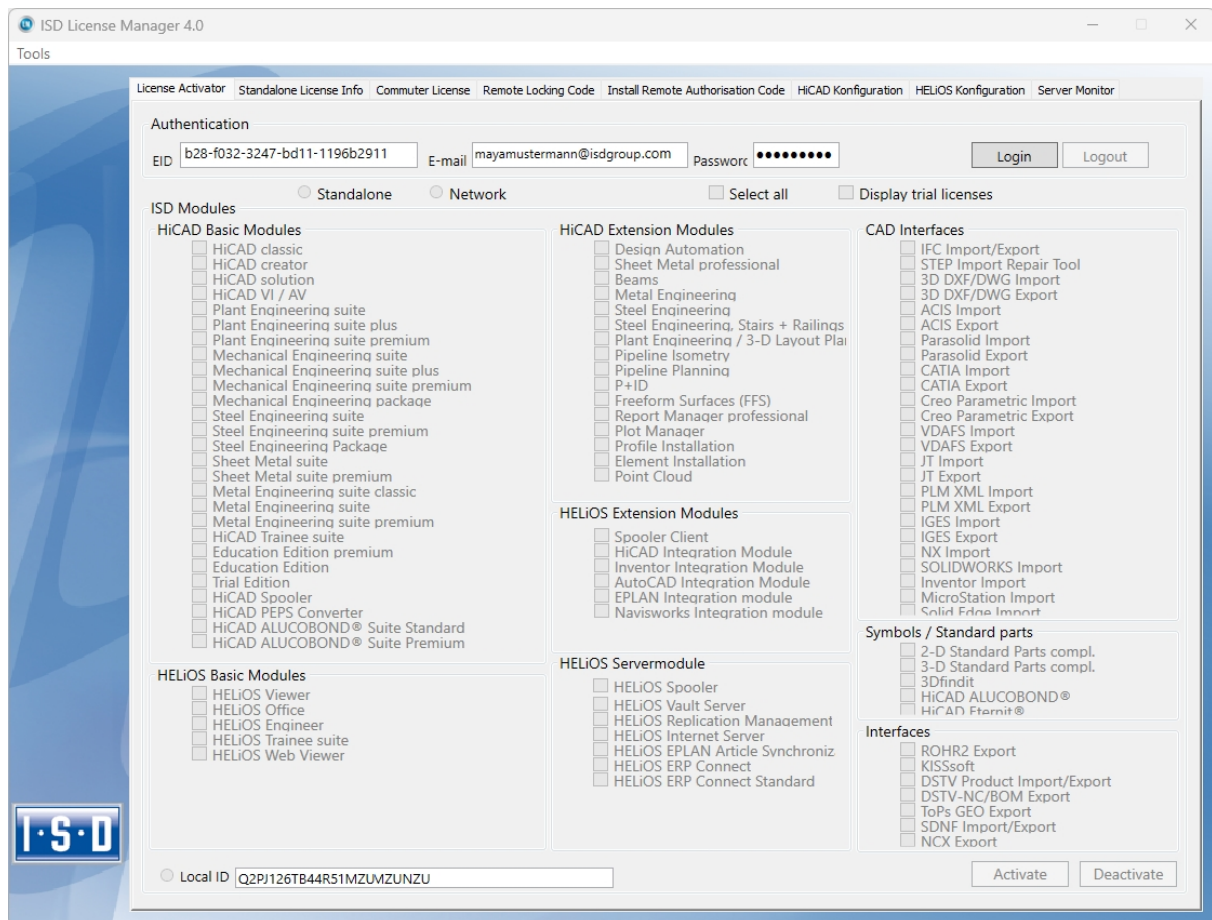 ISD License Manager 4.0
Tools
License Activator Standalone License Info Commuter License Remote Locking Code Install Remote Authorisation Code HiCAD Konfiguration HELiOS Konfiguration Server Monitor
Authentication
EID b28-f032-3247-bd11-1196b2911 E-mail mayamustermann@isdgroup.com Passworc ●●●●●●●●● Login Logout
Standalone Network Select all Display trial licenses
ISD Modules
HiCAD Basic Modules
HiCAD classic
HiCAD creator
HiCAD solution
HiCAD VI / AV
Plant Engineering suite
Plant Engineering suite plus
Plant Engineering suite premium
Mechanical Engineering suite
Mechanical Engineering suite plus
Mechanical Engineering suite premium
Mechanical Engineering package
Steel Engineering suite
Steel Engineering suite premium
Steel Engineering Package
Sheet Metal suite
Sheet Metal suite premium
Metal Engineering suite classic
Metal Engineering suite
Metal Engineering suite premium
HiCAD Trainee suite
Education Edition premium
Education Edition
Trial Edition
HiCAD Spooler
HiCAD PEPS Converter
HiCAD ALUCOBOND® Suite Standard
HiCAD ALUCOBOND® Suite Premium
HELiOS Basic Modules
HELiOS Viewer
HELiOS Office
HELiOS Engineer
HELiOS Trainee suite
HELiOS Web Viewer
HiCAD Extension Modules
Design Automation
Sheet Metal professional
Beams
Metal Engineering
Steel Engineering
Steel Engineering, Stairs + Railings
Plant Engineering / 3-D Layout Plai
Pipeline Isometry
Pipeline Planning
P+ID
Freeform Surfaces (FFS)
Report Manager professional
Plot Manager
Profile Installation
Element Installation
Point Cloud
HELiOS Extension Modules
Spooler Client
HiCAD Integration Module
Inventor Integration Module
AutoCAD Integration Module
EPLAN Integration module
Navisworks Integration module
HELiOS Servermodule
HELiOS Spooler
HELiOS Vault Server
HELiOS Replication Management
HELiOS Internet Server
HELiOS EPLAN Article Synchroniz
HELiOS ERP Connect
HELiOS ERP Connect Standard
CAD Interfaces
IFC Import/Export
STEP Import Repair Tool
3D DXF/DWG Import
3D DXF/DWG Export
ACIS Import
ACIS Export
Parasolid Import
Parasolid Export
CATIA Import
CATIA Export
Creo Parametric Import
Creo Parametric Export
VDAFS Import
VDAFS Export
JT Import
JT Export
PLM XML Import
PLM XML Export
IGES Import
IGES Export
NX Import
SOLIDWORKS Import
Inventor Import
MicroStation Import
Solid Edge Import
Symbols / Standard parts
2-D Standard Parts compl.
3-D Standard Parts compl.
3Dfindit
HiCAD ALUCOBOND®
HiCAD Eternit®
Interfaces
ROHR2 Export
KISSsoft
DSTV Product Import/Export
DSTV-NC/BOM Export
ToPs GEO Export
SDNF Import/Export
NCX Export
I·S·D
Local ID Q2PJ126TB44R51MZUMZUNZU Activate Deactivate